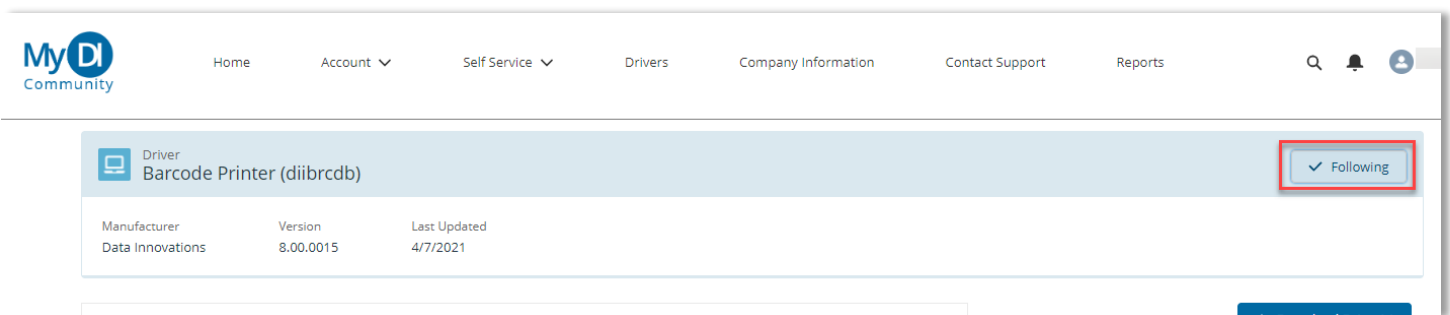 My DI
Community
Home Account Self Service Drivers Company Information Contact Support Reports
Driver
Barcode Printer (diibrcdb)
Following
Manufacturer Version Last Updated
Data Innovations 8.00.0015 4/7/2021